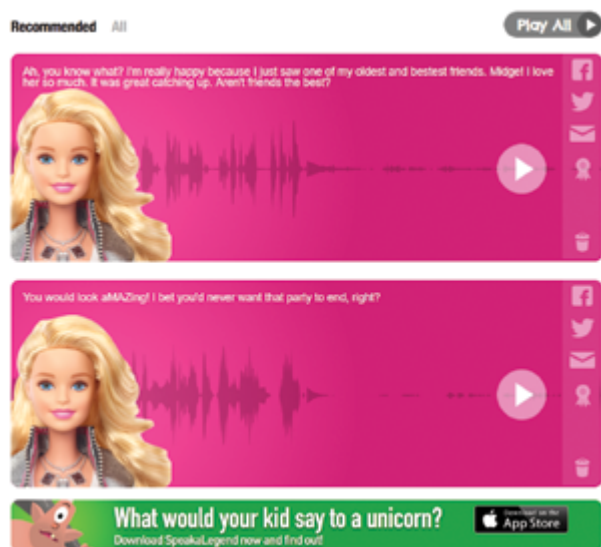 Recommended All
Play All
Ah, you know what? I'm really happy because I just saw one of my oldest and bestest friends. Midge! I love
her so much. It was great catching up. Aren't friends the best?
You would look aMAZing! I bet you'd never want that party to end, right?
What would your kid say to a unicorn?
Download SpeakaLegend now and find out!
Download on the
App Store